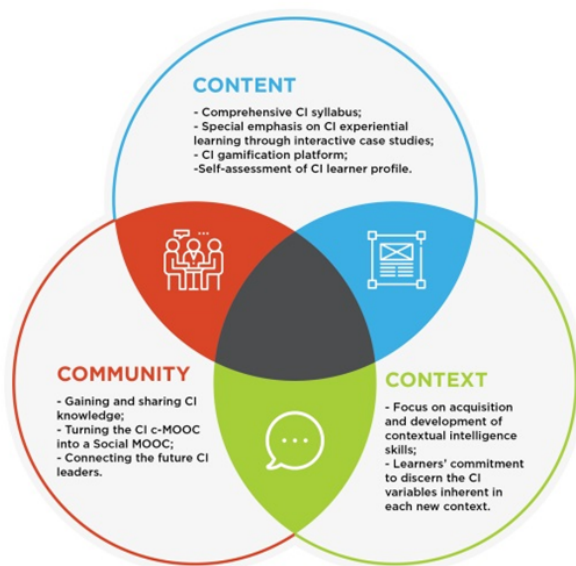 CONTENT
- Comprehensive CI syllabus;
- Special emphasis on CI experiential
learning through interactive case studies;
- CI gamification platform;
-Self-assessment of CI learner profile.
COMMUNITY
- Gaining and sharing CI
knowledge;
- Turning the CI c-MOOC
into a Social MOOC;
- Connecting the future CI
leaders.
CONTEXT
- Focus on acquisition
and development of
contextual intelligence
skills;
- Learners' commitment
to discern the CI
variables inherent in
each new context.